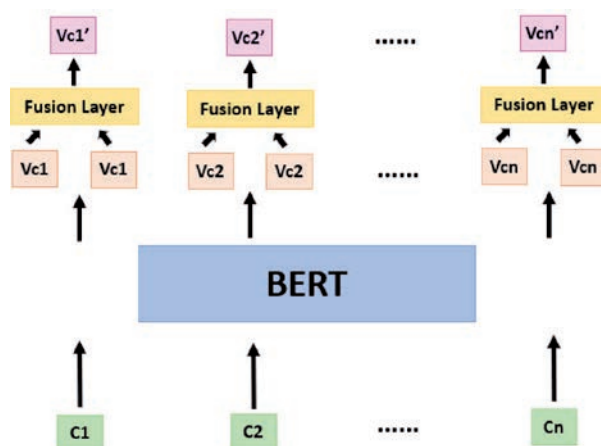 Vc1’ Vc2’ ...... Vcn’
Fusion Layer Fusion Layer Fusion Layer
Vc1 Vc1 Vc2 Vc2 ...... Vcn Vcn
BERT
C1 C2 ...... Cn